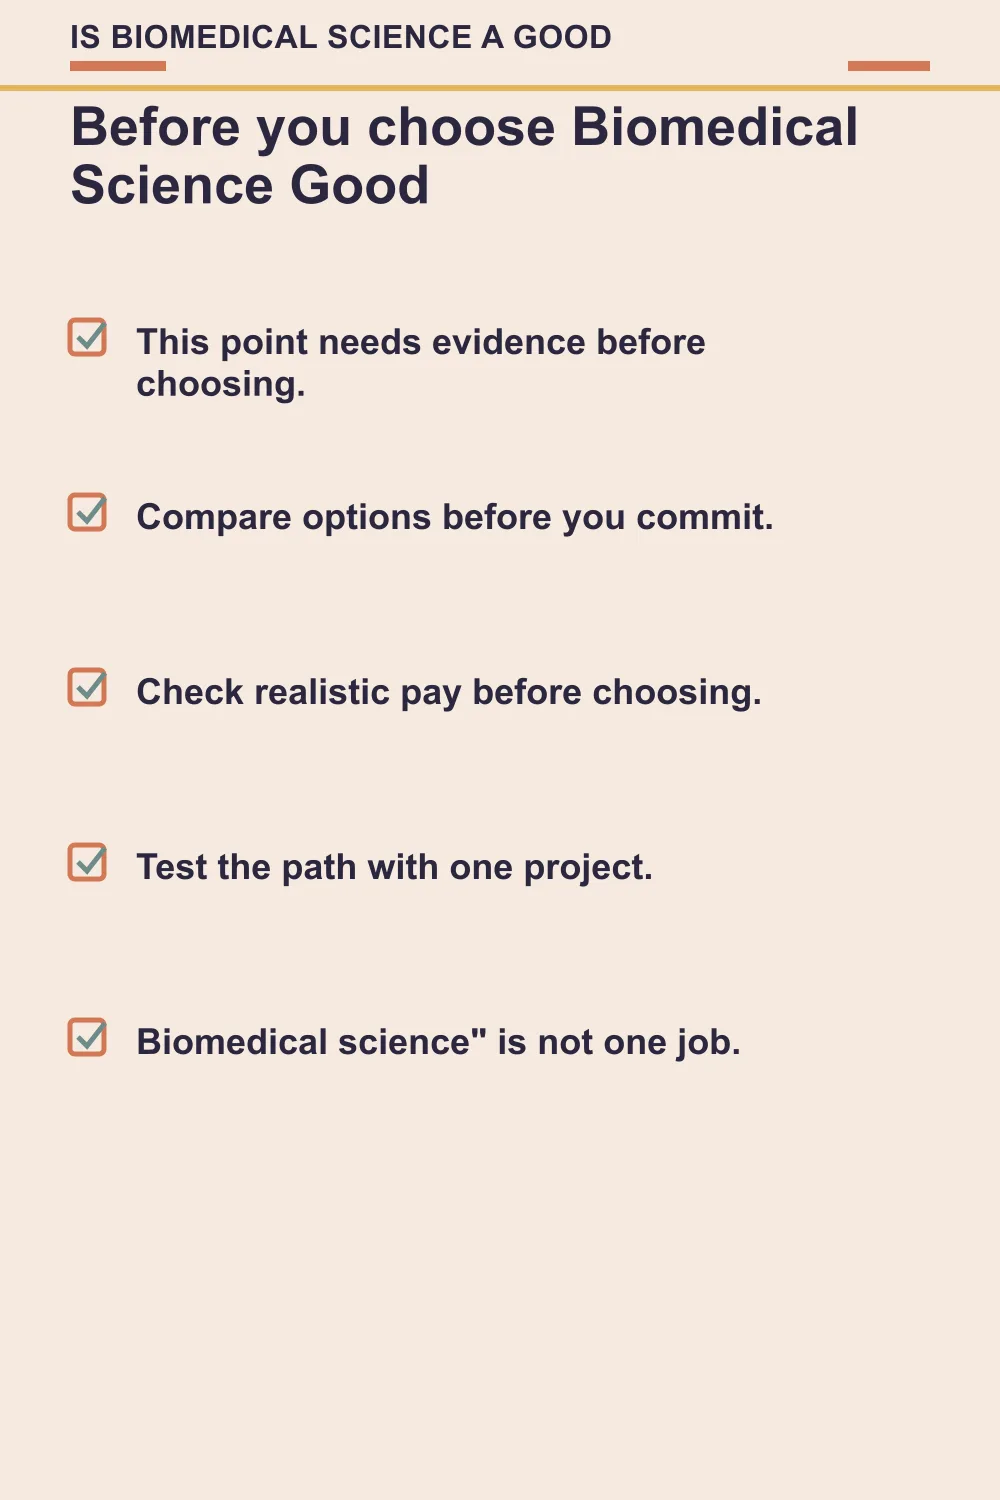 IS BIOMEDICAL SCIENCE A GOOD
Before you choose Biomedical
Science Good
This point needs evidence before
choosing.
Compare options before you commit.
Check realistic pay before choosing.
Test the path with one project.
Biomedical science" is not one job.